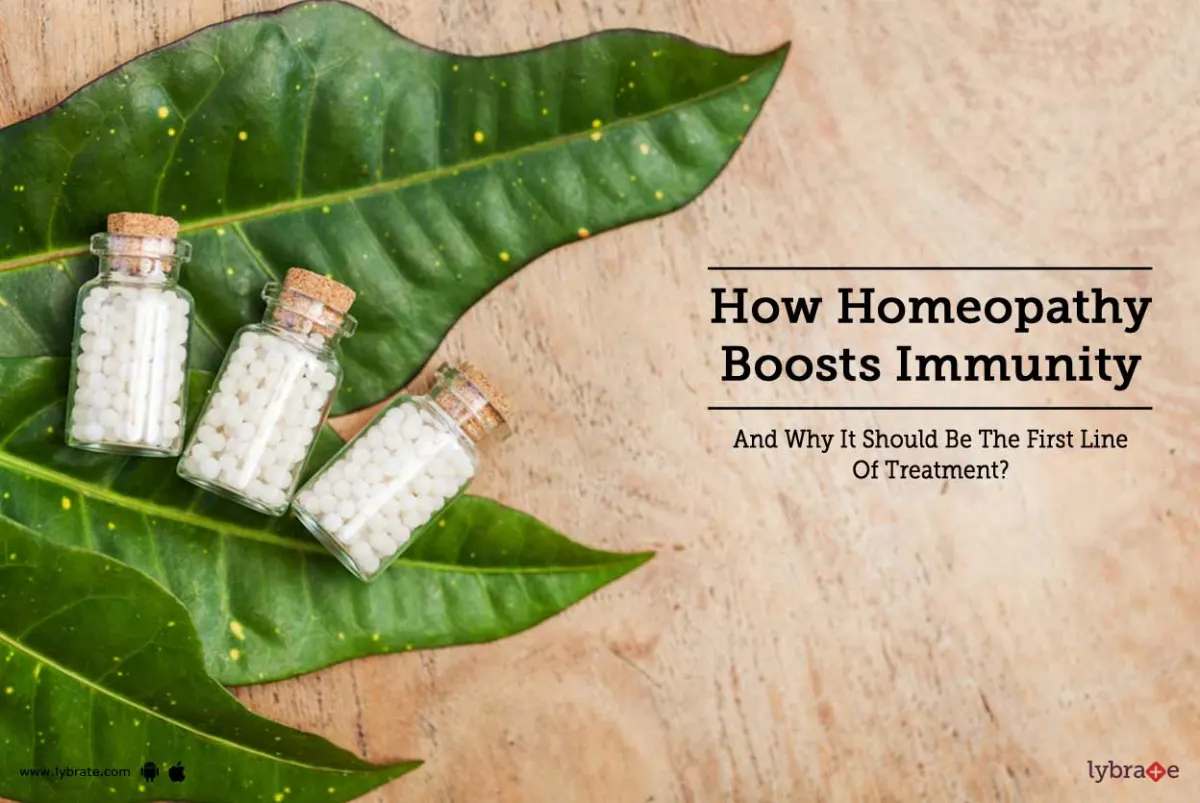 How Homeopathy
Boosts Immunity
And Why It Should Be The First Line
Of Treatment?
www.lybrate.com
lybrate